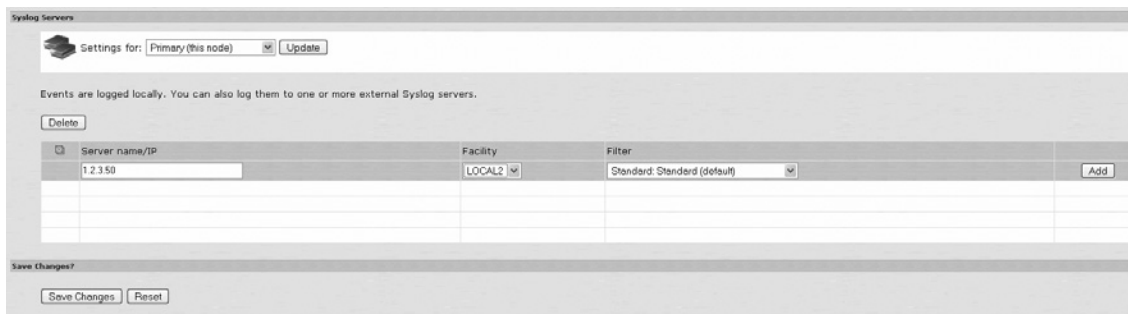 Syslog Servers
Settings for: Primary (this node) Update
Events are logged locally. You can also log them to one or more external Syslog servers.
Delete
Server name/IP Facility Filter
1.2.3.50 LOCAL2 Standard: Standard (default) Add
Save Changes?
Save Changes Reset